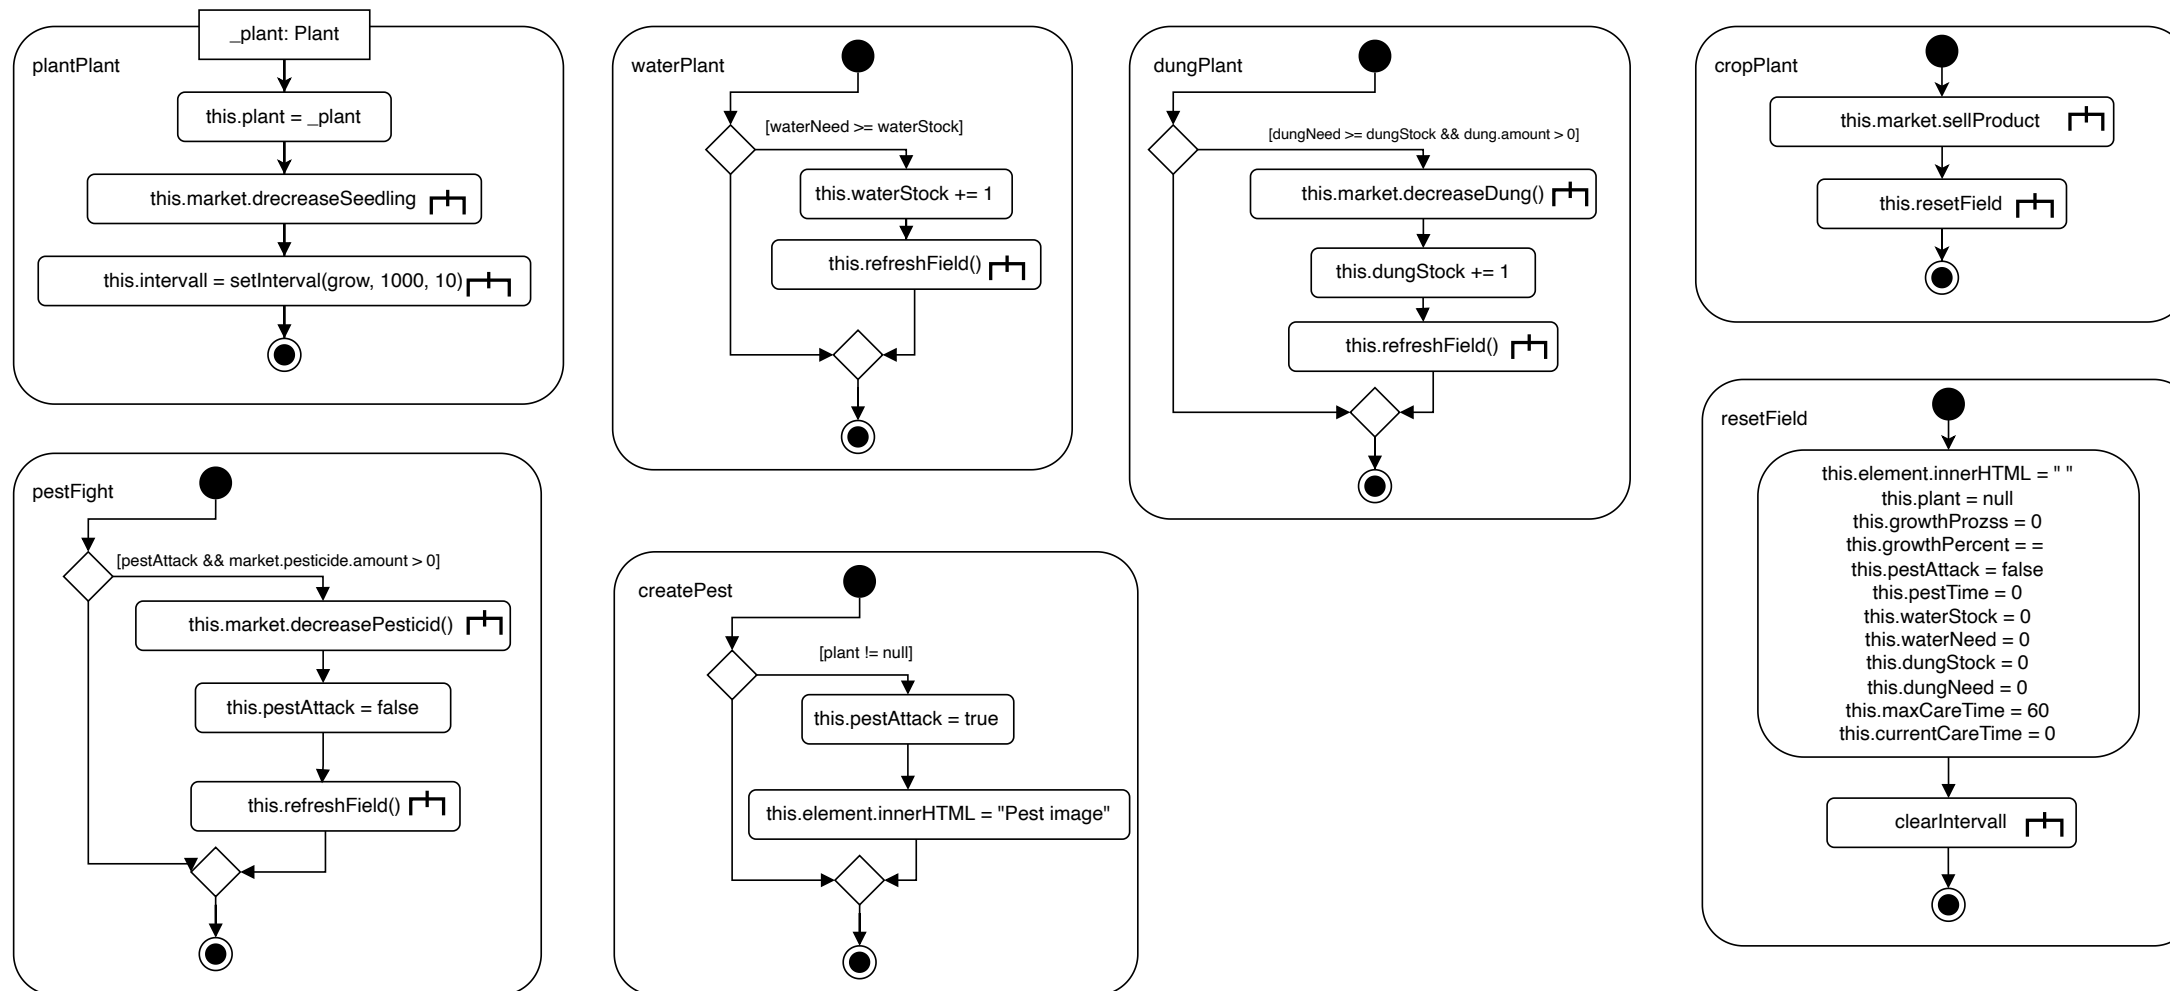 _plant: Plant
plantPlant
this.plant = _plant
this.market.drecreaseSeedling
this.intervall = setInterval(grow, 1000, 10)
waterPlant
[waterNeed >= waterStock]
this.waterStock += 1
this.refreshField()
dungPlant
[dungNeed >= dungStock && dung.amount > 0]
this.market.decreaseDung()
this.dungStock += 1
this.refreshField()
cropPlant
this.market.sellProduct
this.resetField
pestFight
[pestAttack && market.pesticide.amount > 0]
this.market.decreasePesticid()
this.pestAttack = false
this.refreshField()
createPest
[plant != null]
this.pestAttack = true
this.element.innerHTML = "Pest image"
resetField
this.element.innerHTML = " "
this.plant = null
this.growthProzss = 0
this.growthPercent = =
this.pestAttack = false
this.pestTime = 0
this.waterStock = 0
this.waterNeed = 0
this.dungStock = 0
this.dungNeed = 0
this.maxCareTime = 60
this.currentCareTime = 0
clearIntervall